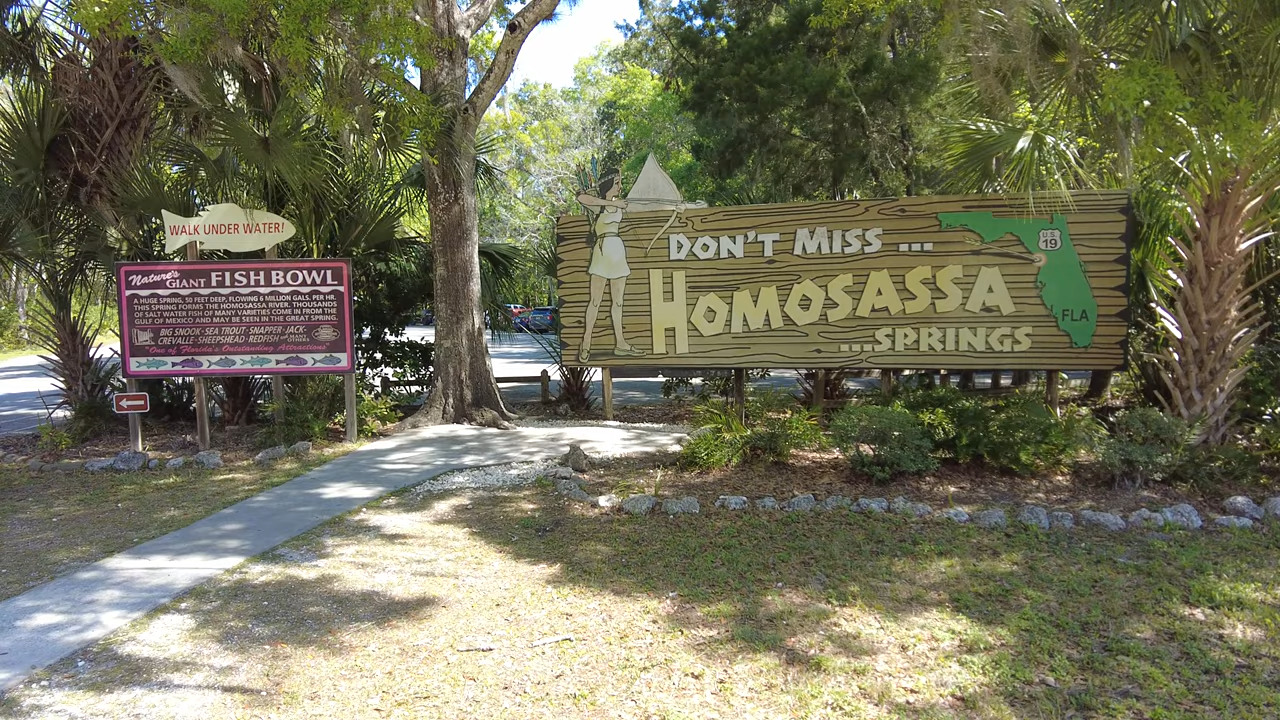 WALK UNDER WATER!
Nature's
GIANT FISH BOWL
A HUGE SPRING, 50 FEET DEEP, FLOWING 6 MILLION GALS. PER HR.
THIS SPRING FORMS THE HOMOSASSA RIVER. THOUSANDS
OF SALT WATER FISH OF MANY VARIETIES COME IN FROM THE
GULF OF MEXICO AND MAY BE SEEN IN THE GREAT SPRING.
BIG SNOOK-SEA TROUT-SNAPPER-JACK-
CREVALLE-SHEEPSHEAD-REDFISH and OTHERS
"One of Florida's Outstanding Attractions"
DON'T MISS ...
HOMOSASSA
...SPRINGS
U.S.
19
FLA